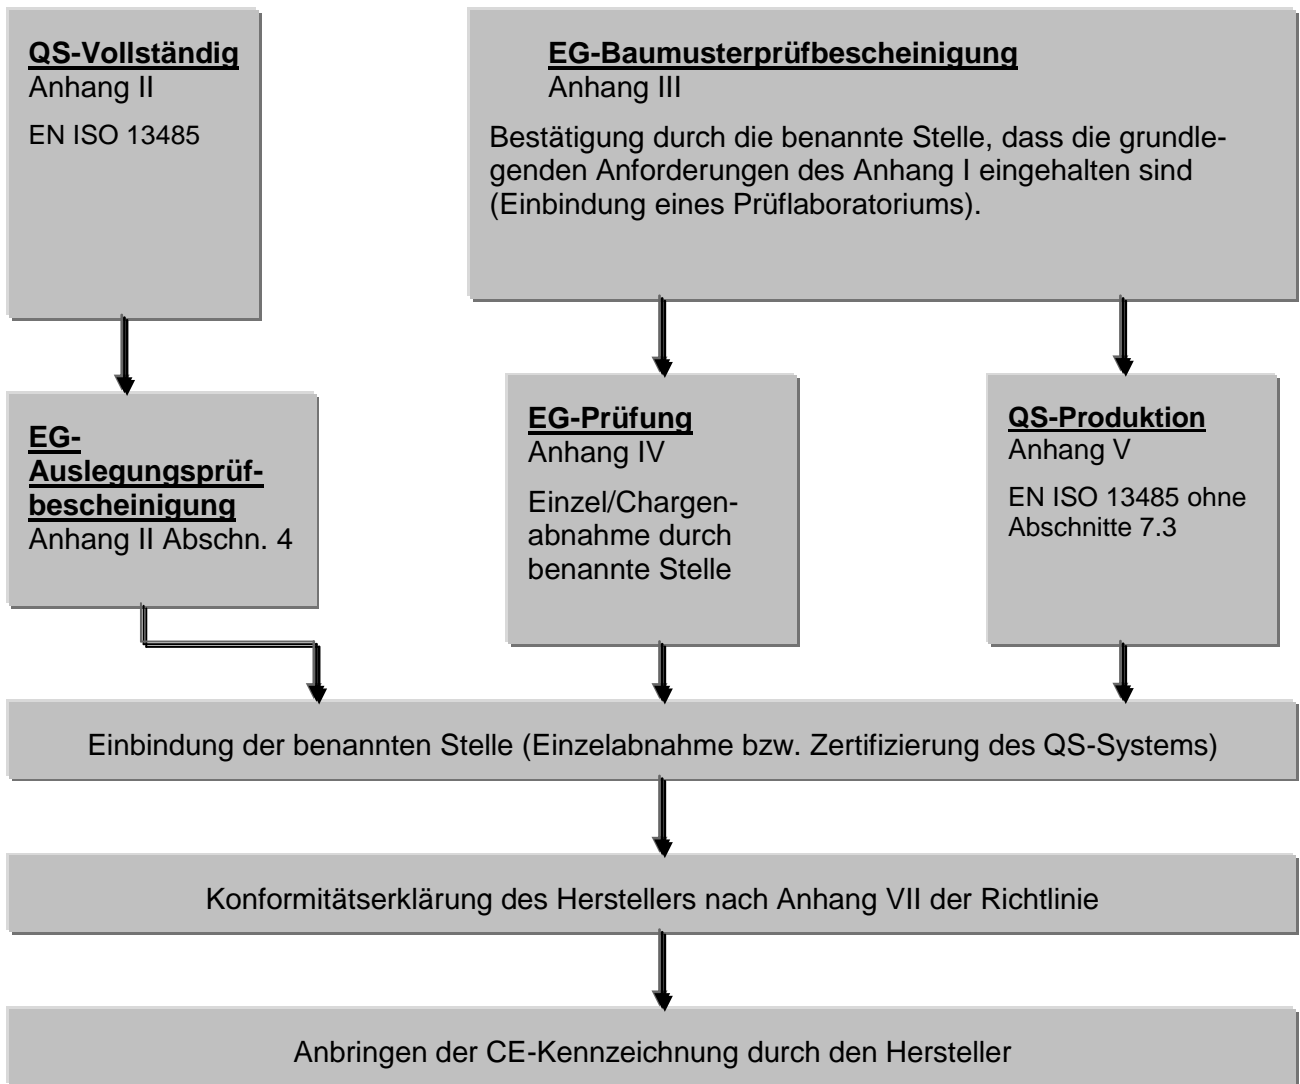 QS-Vollständig
Anhang II
EN ISO 13485
EG-Baumusterprüfbescheinigung
Anhang III
Bestätigung durch die benannte Stelle, dass die grundle-
genden Anforderungen des Anhang I eingehalten sind
(Einbindung eines Prüflaboratoriums).
EG-
Auslegungsprüf-
bescheinigung
Anhang II Abschn. 4
EG-Prüfung
Anhang IV
Einzel/Chargen-
abnahme durch
benannte Stelle
QS-Produktion
Anhang V
EN ISO 13485 ohne
Abschnitte 7.3
Einbindung der benannten Stelle (Einzelabnahme bzw. Zertifizierung des QS-Systems)
Konformitätserklärung des Herstellers nach Anhang VII der Richtlinie
Anbringen der CE-Kennzeichnung durch den Hersteller